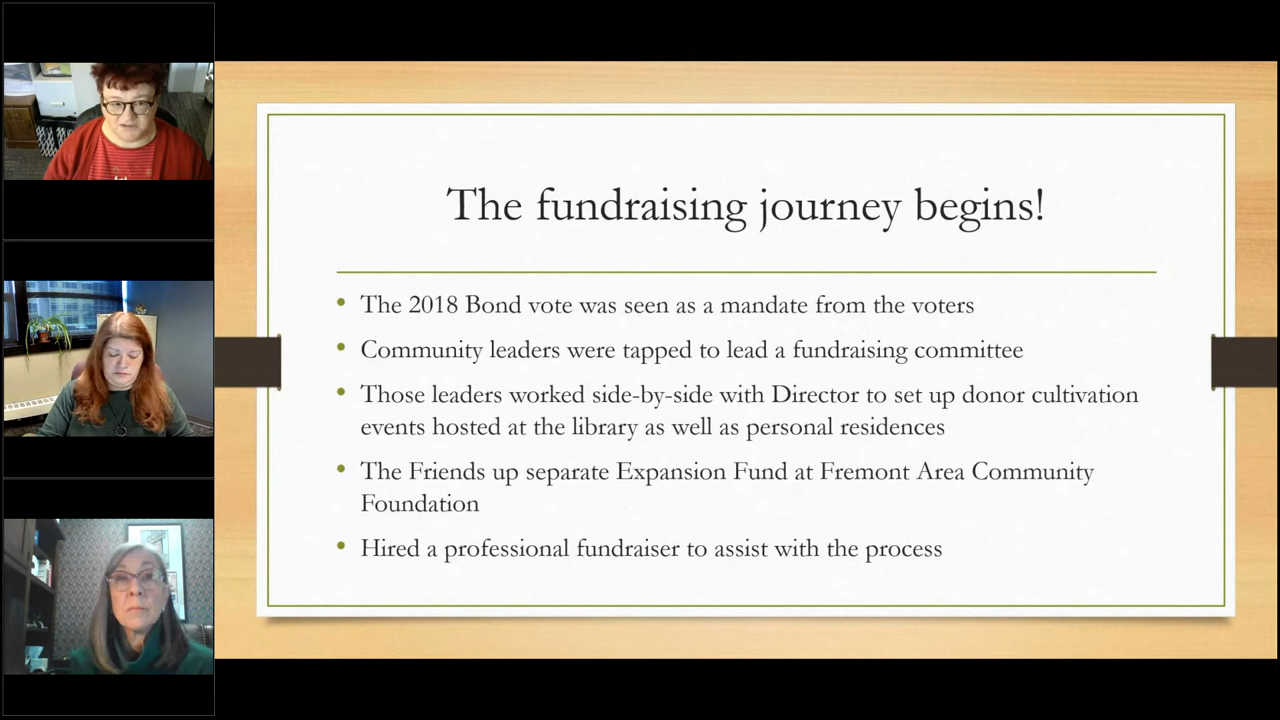 The fundraising journey begins!
• The 2018 Bond vote was seen as a mandate from the voters
• Community leaders were tapped to lead a fundraising committee
• Those leaders worked side-by-side with Director to set up donor cultivation
events hosted at the library as well as personal residences
• The Friends up separate Expansion Fund at Fremont Area Community
Foundation
• Hired a professional fundraiser to assist with the process